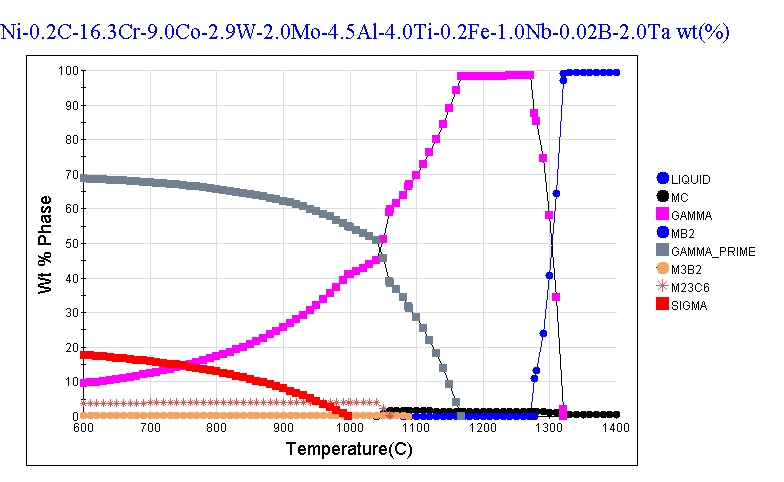 Ni-0.2C-16.3Cr-9.0Co-2.9W-2.0Mo-4.5Al-4.0Ti-0.2Fe-1.0Nb-0.02B-2.0Ta wt(%)
100
90
80
70
60
50
40
30
20
10
0
Wt % Phase
600 700 800 900 1000 1100 1200 1300 1400
Temperature(C)
LIQUID
MC
GAMMA
MB2
GAMMA_PRIME
M3B2
M23C6
SIGMA